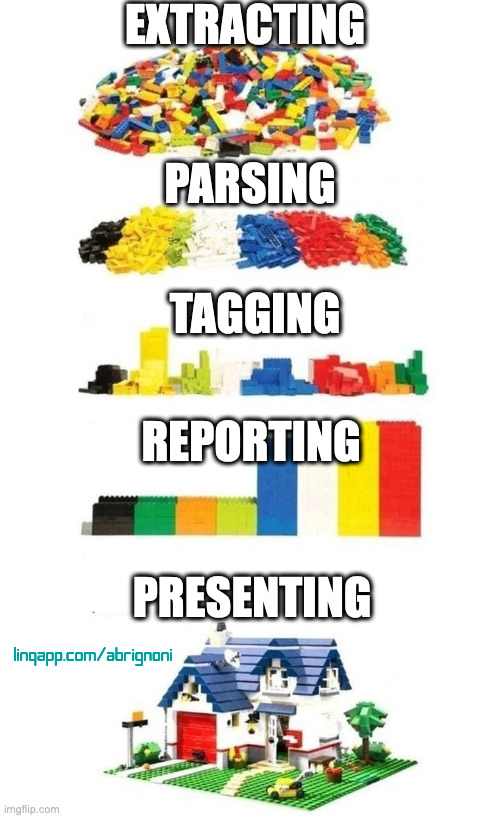 EXTRACTING
PARSING
TAGGING
REPORTING
PRESENTING
linqapp.com/abrignoni
imgflip.com